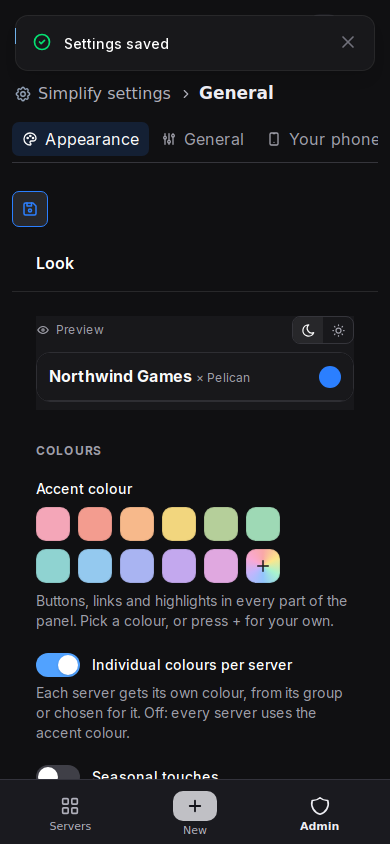 Settings saved
Simplify settings > General
Appearance General Your phone
Look
Preview
Northwind Games × Pelican
COLOURS
Accent colour
Buttons, links and highlights in every part of the
panel. Pick a colour, or press + for your own.
Individual colours per server
Each server gets its own colour, from its group
or chosen for it. Off: every server uses the
accent colour.
Seasonal touches
Servers New Admin